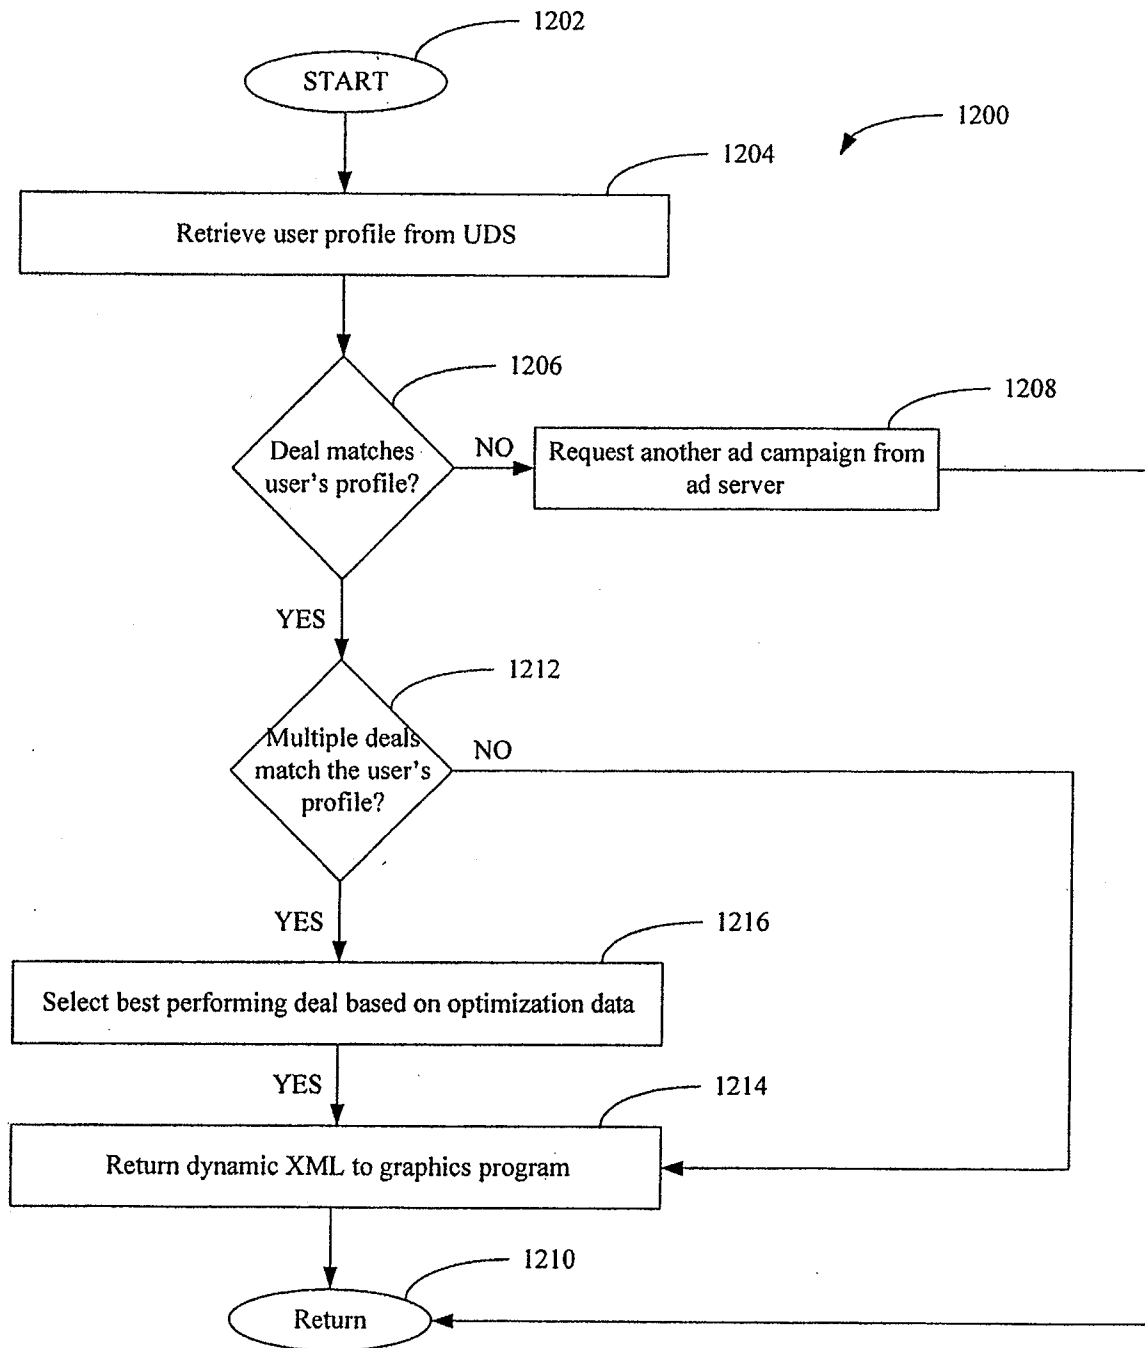 1202
START
1200
1204
Retrieve user profile from UDS
1206
1208
Deal matches
user's profile?
NO
Request another ad campaign from
ad server
YES
1212
Multiple deals
match the user's
profile?
NO
YES
1216
Select best performing deal based on optimization data
YES
1214
Return dynamic XML to graphics program
1210
Return